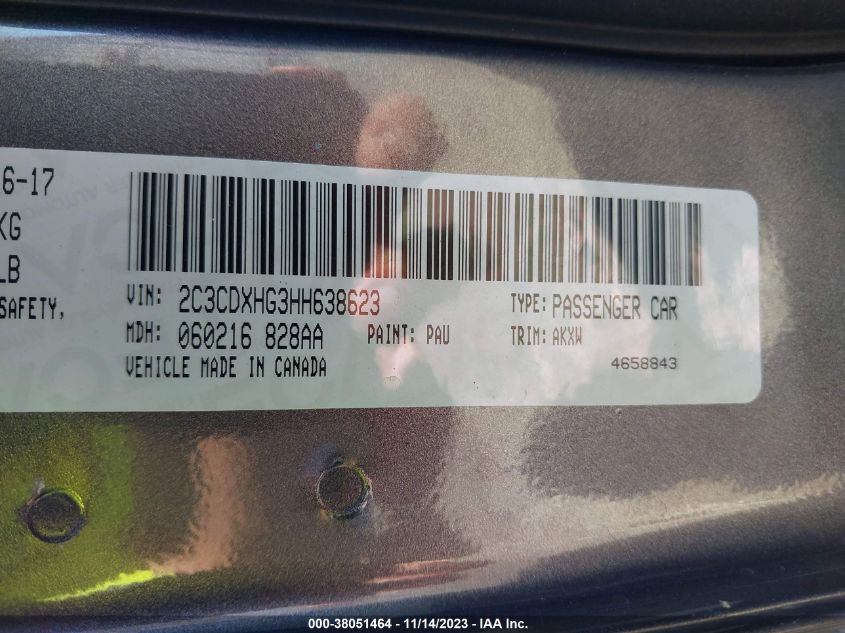 6-17
KG
LB
SAFETY,
VIN: 2C3CDXHG3HH638623 TYPE: PASSENGER CAR
MDH: 060216 828AA PAINT: PAU TRIM: AKXW
VEHICLE MADE IN CANADA 4658843
000-38051464 - 11/14/2023 - IAA Inc.